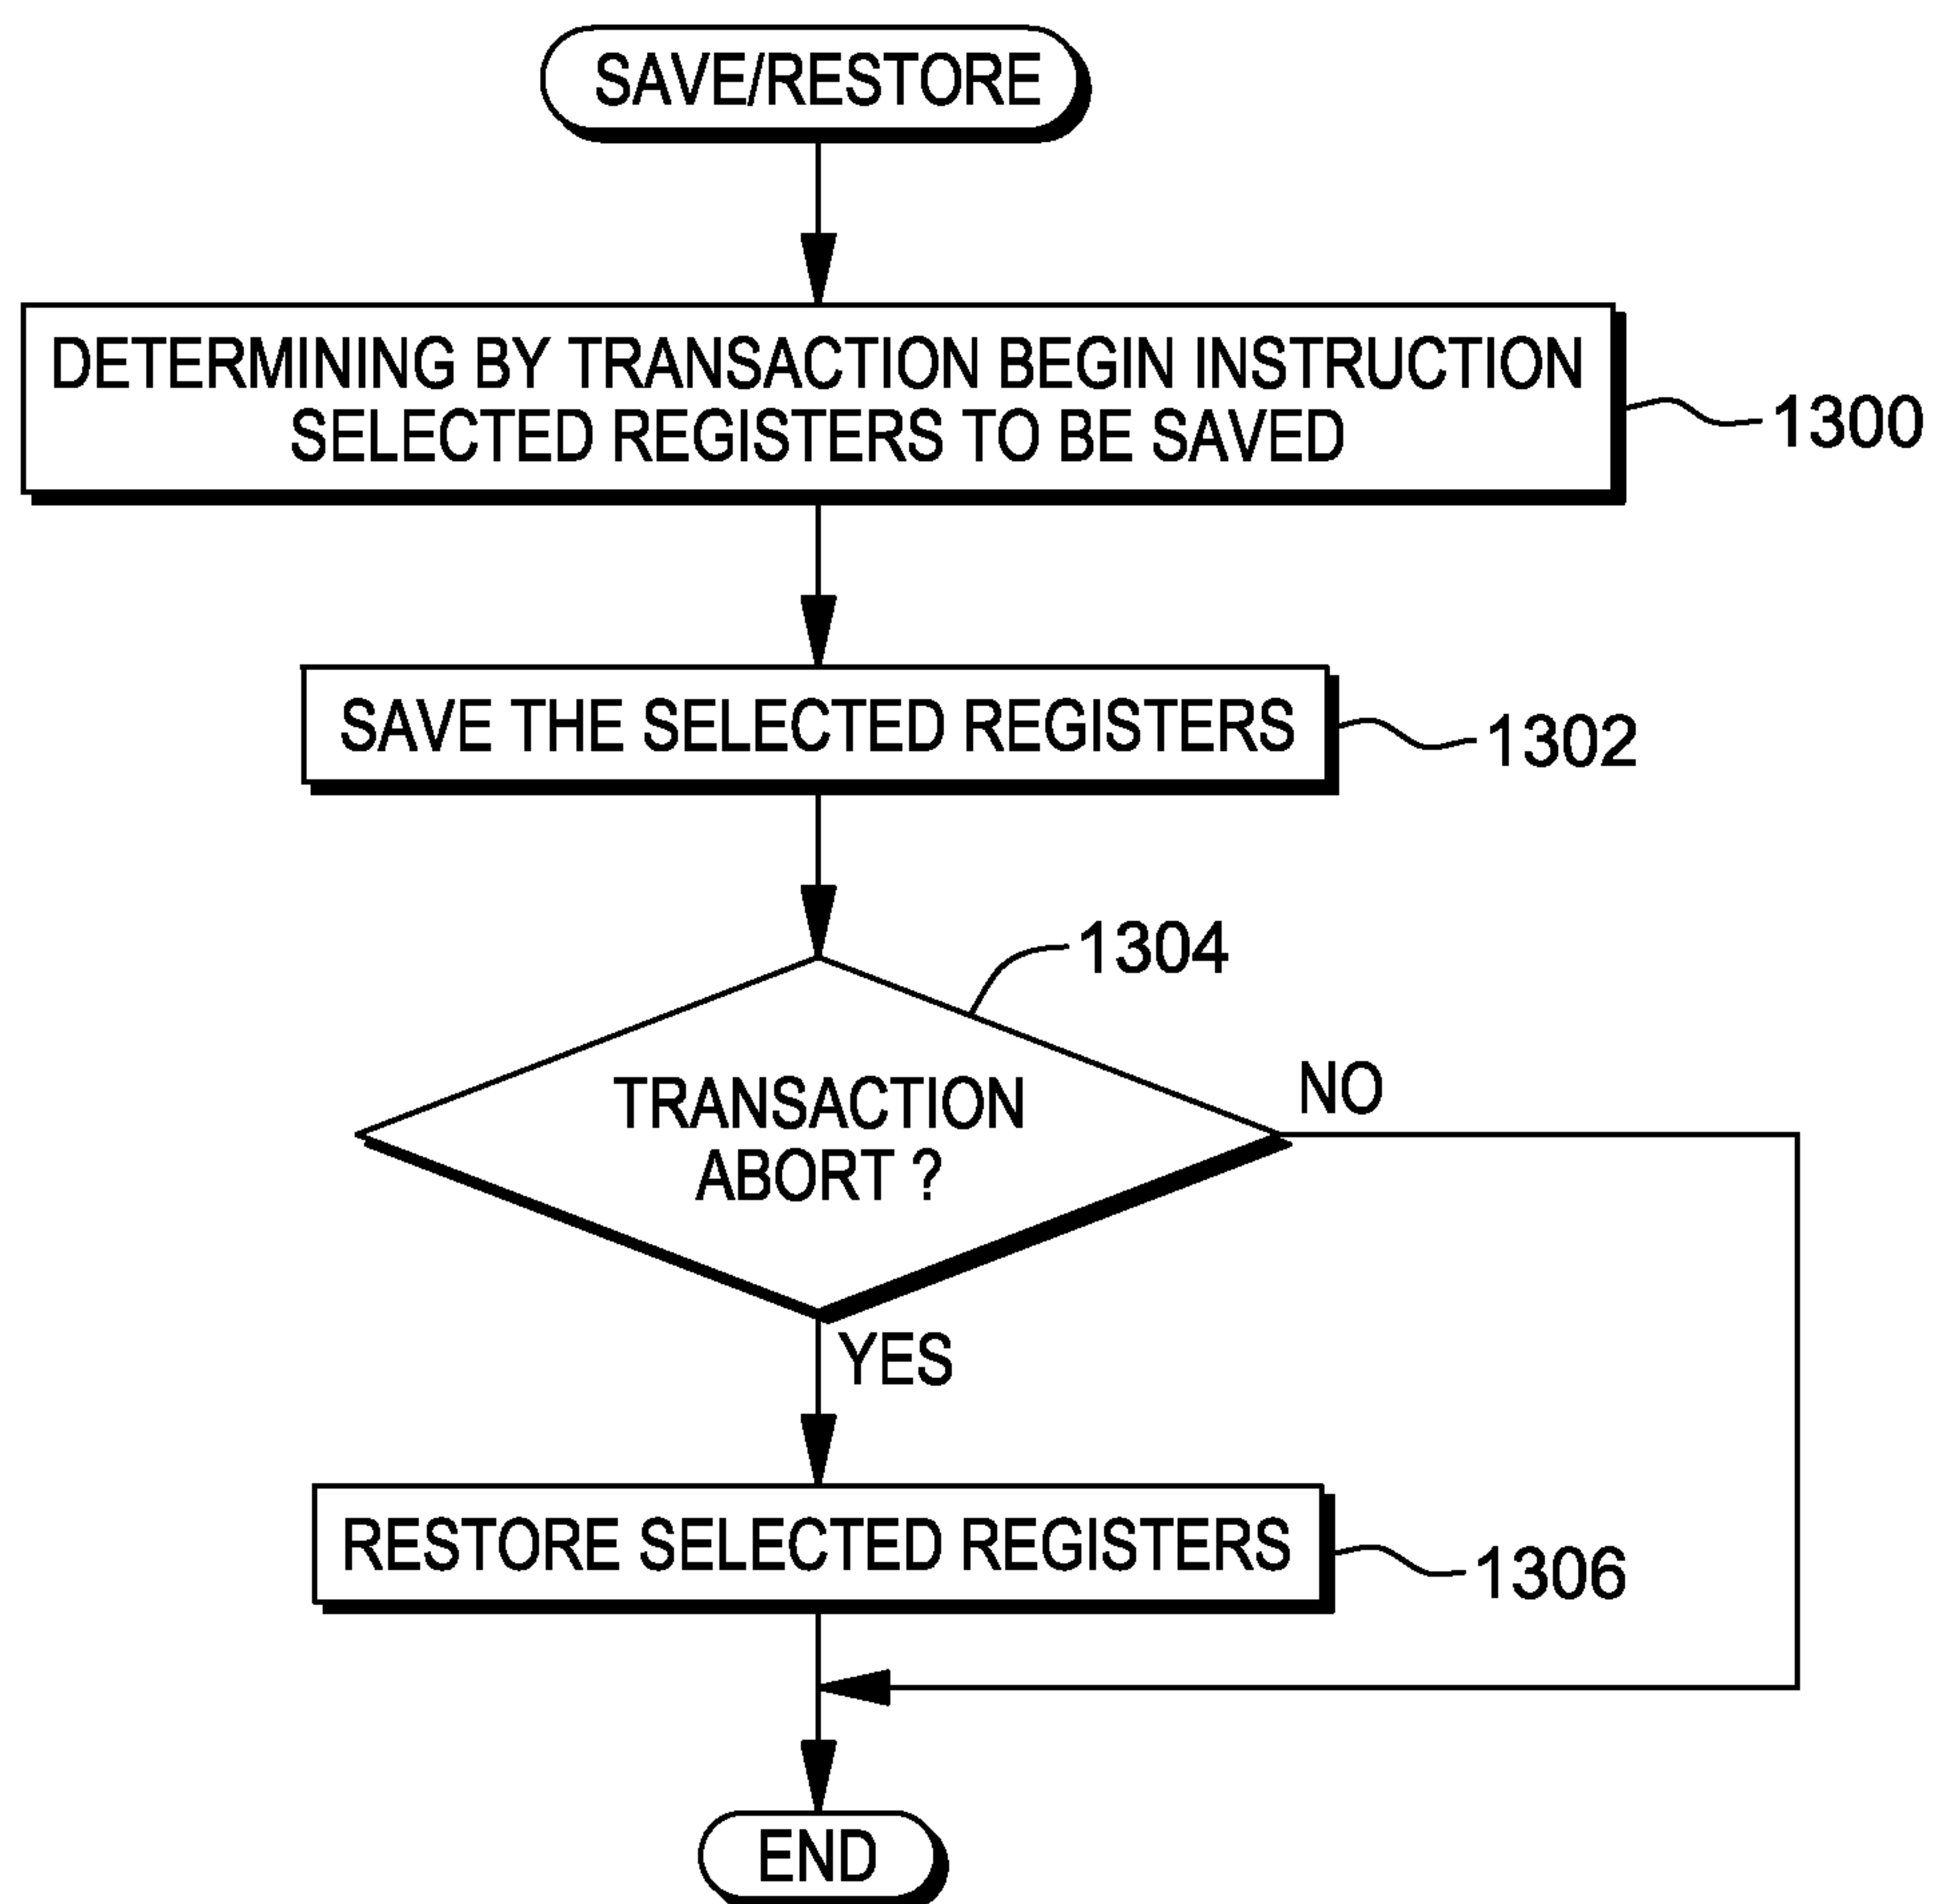 SAVE/RESTORE
DETERMINING BY TRANSACTION BEGIN INSTRUCTION
SELECTED REGISTERS TO BE SAVED
1300
SAVE THE SELECTED REGISTERS
1302
1304
TRANSACTION
ABORT ?
NO
YES
RESTORE SELECTED REGISTERS
1306
END